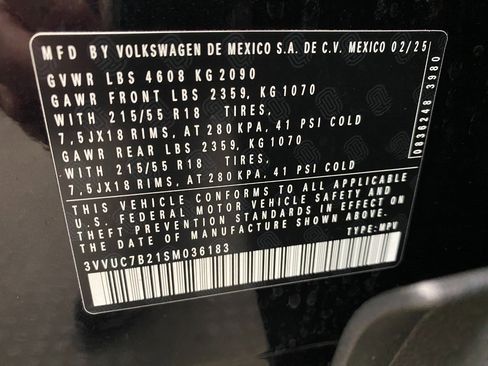 MFD BY VOLKSWAGEN DE MEXICO S.A. DE C.V. MEXICO 02/25
GVWR LBS 4608 KG 2090
GAWR FRONT LBS 2359, KG 1070
WITH 215/55 R18 TIRES,
7,5JX18 RIMS, AT 280 KPA, 41 PSI COLD
GAWR REAR LBS 2359, KG 1070
WITH 215/55 R18 TIRES,
7,5JX18 RIMS, AT 280 KPA, 41 PSI COLD
THIS VEHICLE CONFORMS TO ALL APPLICABLE
U.S. FEDERAL MOTOR VEHICLE SAFETY AND
THEFT PREVENTION STANDARDS IN EFFECT ON
THE DATE OF MANUFACTURE SHOWN ABOVE.
3VVUC7B21SM036183 TYPE: MPV
0836248 3980